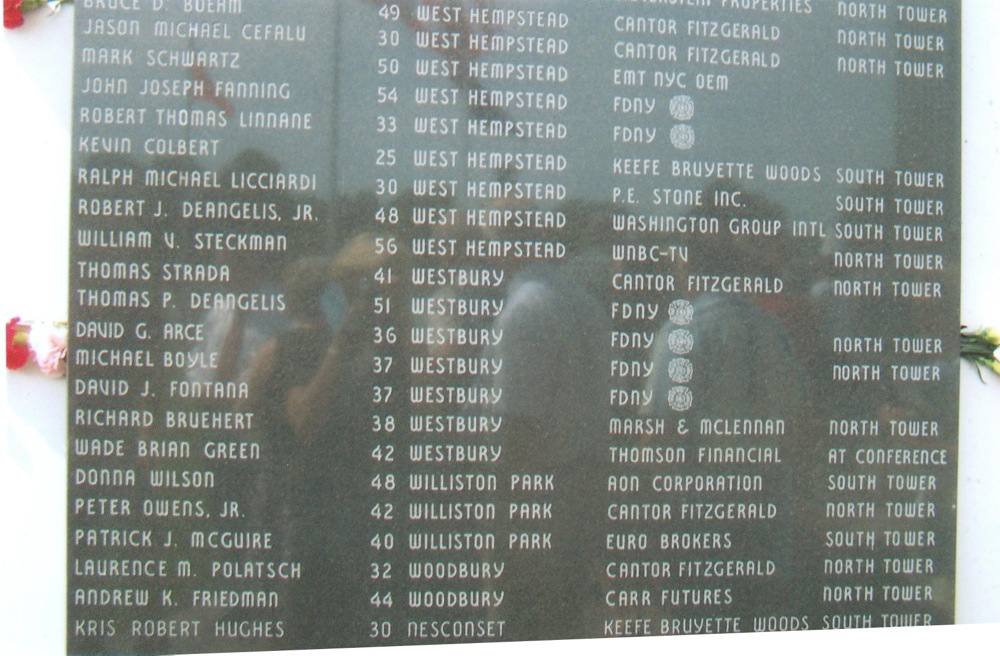 PROPERTIES NORTH TOWER
BRUCE D. BOEHM 49 WEST HEMPSTEAD CANTOR FITZGERALD NORTH TOWER
JASON MICHAEL CEFALU 30 WEST HEMPSTEAD CANTOR FITZGERALD NORTH TOWER
MARK SCHWARTZ 50 WEST HEMPSTEAD EMT NYC OEM
JOHN JOSEPH FANNING 54 WEST HEMPSTEAD FDNY
ROBERT THOMAS LINNANE 33 WEST HEMPSTEAD FDNY
KEVIN COLBERT 25 WEST HEMPSTEAD KEEFE BRUYETTE WOODS SOUTH TOWER
RALPH MICHAEL LICCIARDI 30 WEST HEMPSTEAD P.E. STONE INC. SOUTH TOWER
ROBERT J. DEANGELIS, JR. 48 WEST HEMPSTEAD WASHINGTON GROUP INTL SOUTH TOWER
WILLIAM V. STECKMAN 56 WEST HEMPSTEAD WNBC-TV NORTH TOWER
THOMAS STRADA 41 WESTBURY CANTOR FITZGERALD NORTH TOWER
THOMAS P. DEANGELIS 51 WESTBURY FDNY
DAVID G. ARCE 36 WESTBURY FDNY NORTH TOWER
MICHAEL BOYLE 37 WESTBURY FDNY NORTH TOWER
DAVID J. FONTANA 37 WESTBURY FDNY
RICHARD BRUEHERT 38 WESTBURY MARSH & MCLENNAN NORTH TOWER
WADE BRIAN GREEN 42 WESTBURY THOMSON FINANCIAL AT CONFERENCE
DONNA WILSON 48 WILLISTON PARK AON CORPORATION SOUTH TOWER
PETER OWENS, JR. 42 WILLISTON PARK CANTOR FITZGERALD NORTH TOWER
PATRICK J. MCGUIRE 40 WILLISTON PARK EURO BROKERS SOUTH TOWER
LAURENCE M. POLATSCH 32 WOODBURY CANTOR FITZGERALD NORTH TOWER
ANDREW K. FRIEDMAN 44 WOODBURY CARR FUTURES NORTH TOWER
KRIS ROBERT HUGHES 30 NESCONSET KEEFE BRUYETTE WOODS SOUTH TOWER